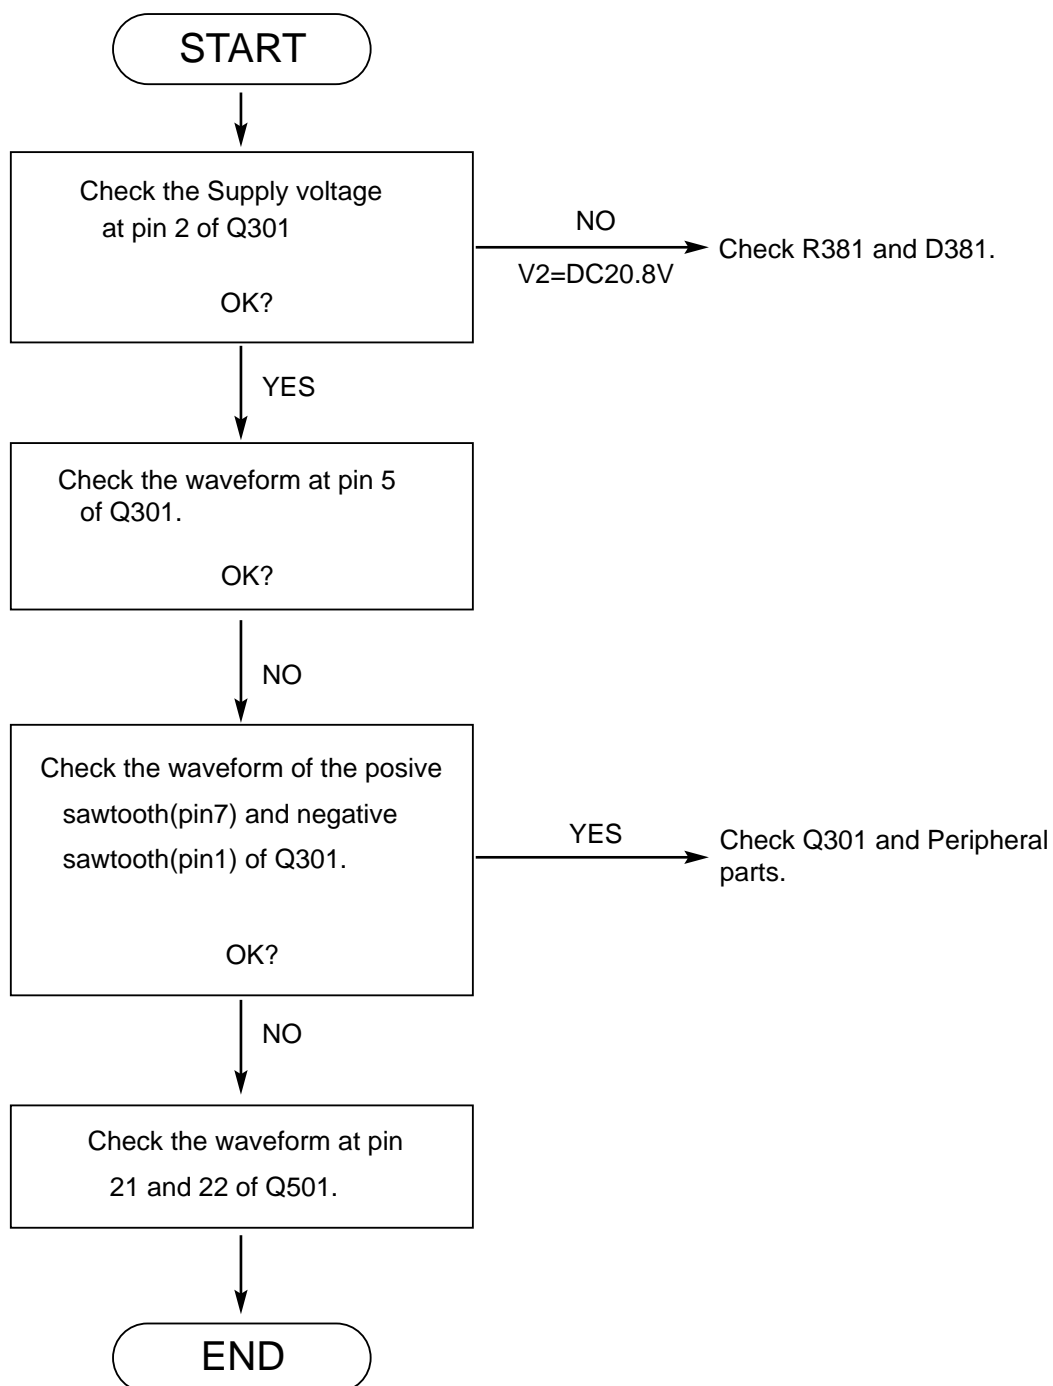 START
Check the Supply voltage
at pin 2 of Q301
OK?
NO
V2=DC20.8V
Check R381 and D381.
YES
Check the waveform at pin 5
of Q301.
OK?
NO
Check the waveform of the posive
sawtooth(pin7) and negative
sawtooth(pin1) of Q301.
OK?
YES
Check Q301 and Peripheral
parts.
NO
Check the waveform at pin
21 and 22 of Q501.
END